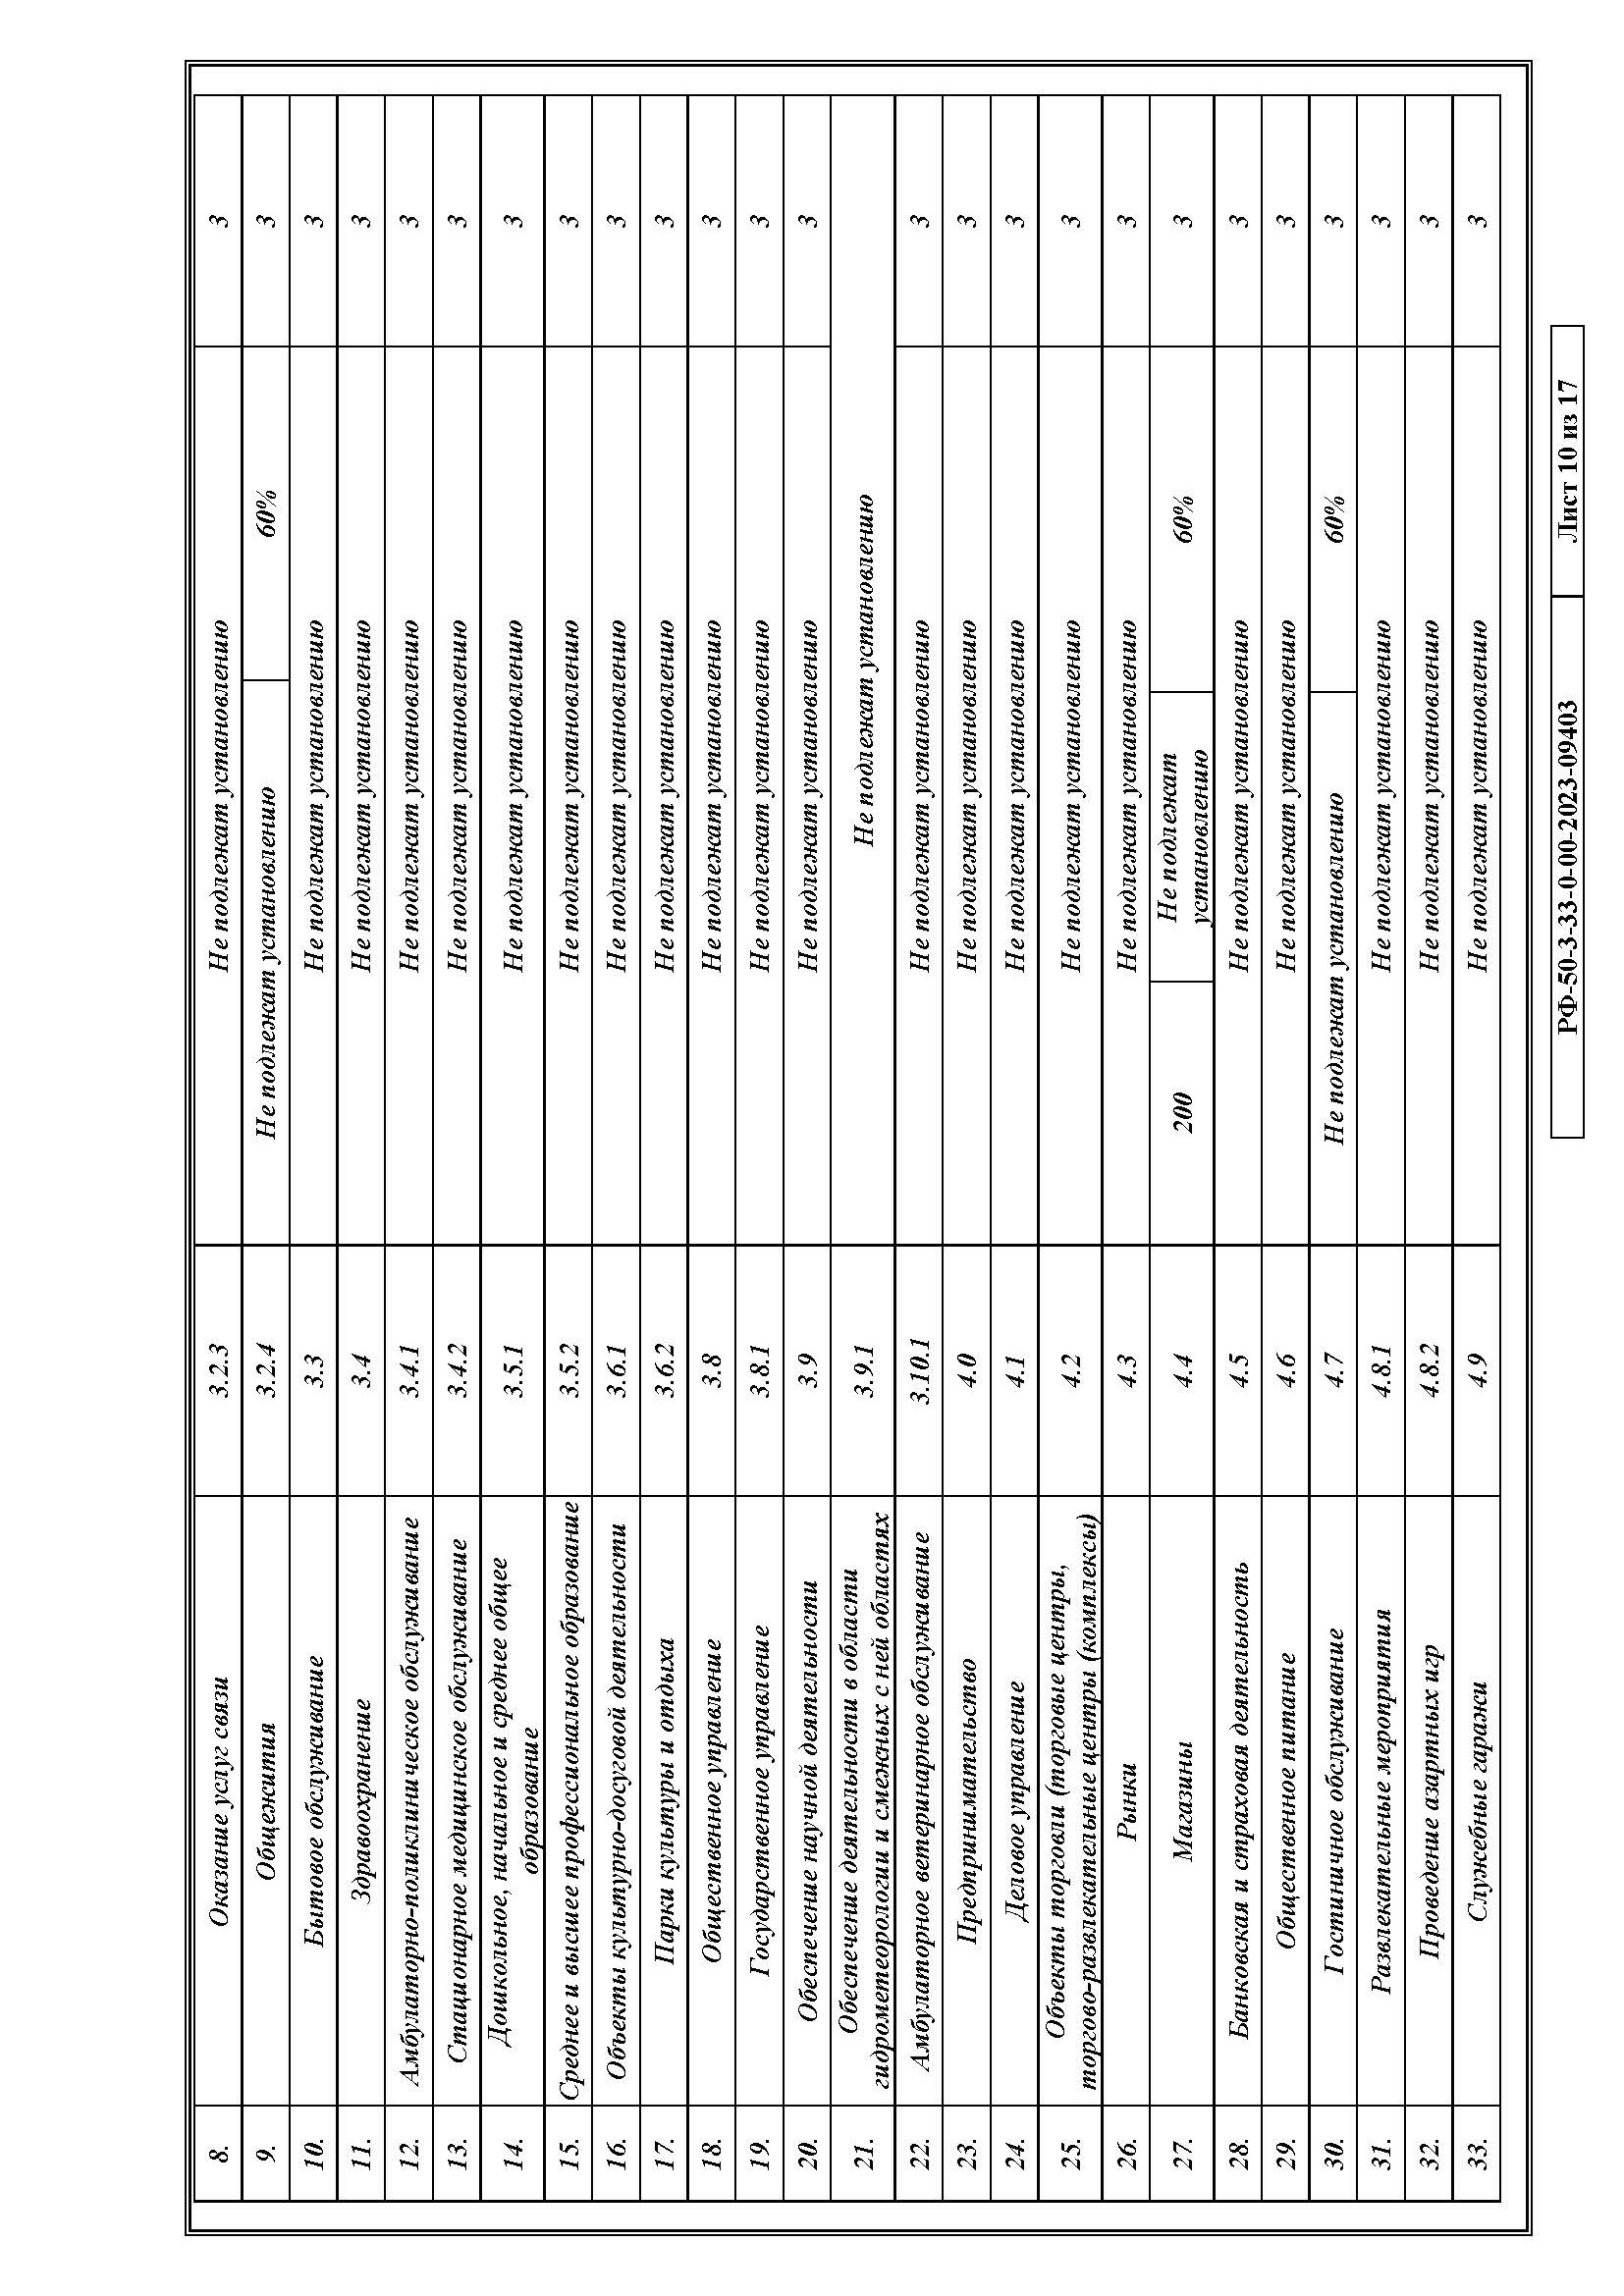 8. Оказание услуг связи 3.2.3 Не подлежат установлению 3
9. Общежития 3.2.4 Не подлежат установлению 60% 3
10. Бытовое обслуживание 3.3 Не подлежат установлению 3
11. Здравоохранение 3.4 Не подлежат установлению 3
12. Амбулаторно-поликлиническое обслуживание 3.4.1 Не подлежат установлению 3
13. Стационарное медицинское обслуживание 3.4.2 Не подлежат установлению 3
14. Дошкольное, начальное и среднее общее
образование 3.5.1 Не подлежат установлению 3
15. Среднее и высшее профессиональное образование 3.5.2 Не подлежат установлению 3
16. Объекты культурно-досуговой деятельности 3.6.1 Не подлежат установлению 3
17. Парки культуры и отдыха 3.6.2 Не подлежат установлению 3
18. Общественное управление 3.8 Не подлежат установлению 3
19. Государственное управление 3.8.1 Не подлежат установлению 3
20. Обеспечение научной деятельности 3.9 Не подлежат установлению 3
21. Обеспечение деятельности в области
гидрометеорологии и смежных с ней областях 3.9.1 Не подлежат установлению
22. Амбулаторное ветеринарное обслуживание 3.10.1 Не подлежат установлению 3
23. Предпринимательство 4.0 Не подлежат установлению 3
24. Деловое управление 4.1 Не подлежат установлению 3
25. Объекты торговли (торговые центры,
торгово-развлекательные центры (комплексы) 4.2 Не подлежат установлению 3
26. Рынки 4.3 Не подлежат установлению 3
27. Магазины 4.4 200 Не подлежат
установлению 60% 3
28. Банковская и страховая деятельность 4.5 Не подлежат установлению 3
29. Общественное питание 4.6 Не подлежат установлению 3
30. Гостиничное обслуживание 4.7 Не подлежат установлению 60% 3
31. Развлекательные мероприятия 4.8.1 Не подлежат установлению 3
32. Проведение азартных игр 4.8.2 Не подлежат установлению 3
33. Служебные гаражи 4.9 Не подлежат установлению 3
РФ-50-3-33-0-00-2023-09403 Лист 10 из 17